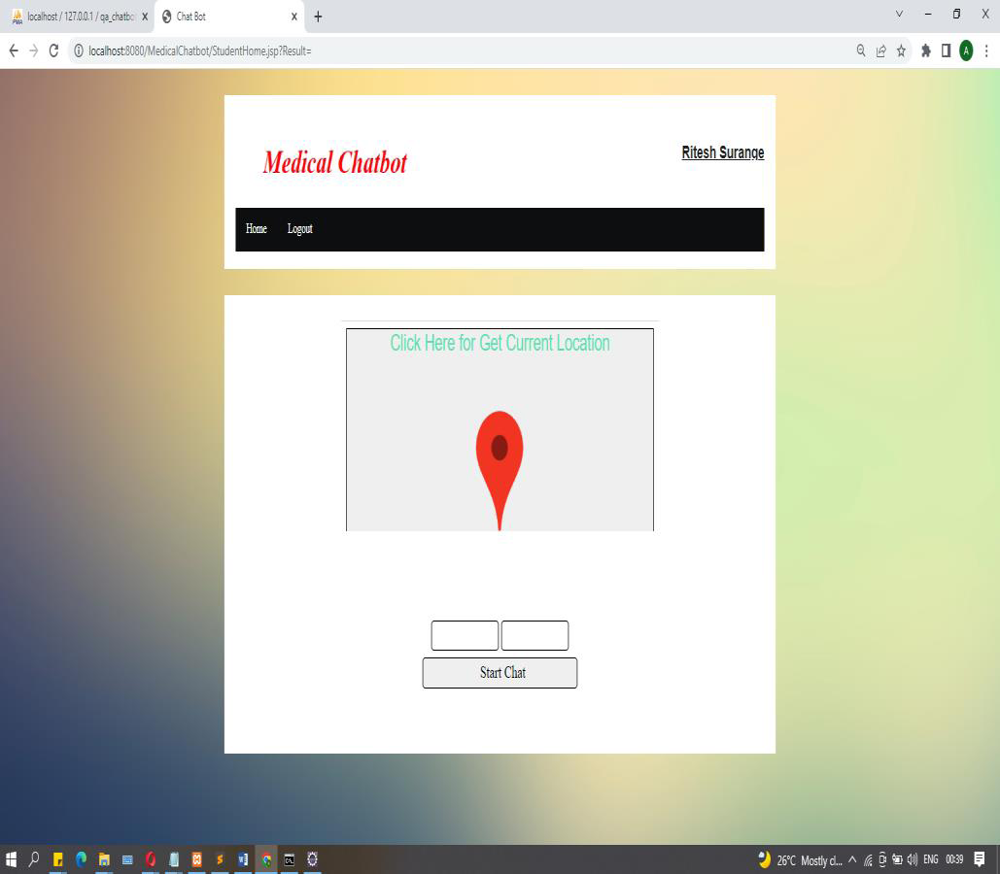 localhost / 127.0.0.1 / qa_chatbo
Chat Bot
localhost:8080/MedicalChatbot/StudentHome.jsp?Result=
A
Medical Chatbot
Ritesh Surange
Home Logout
Click Here for Get Current Location
Start Chat
26°C Mostly cl... ENG 00:39